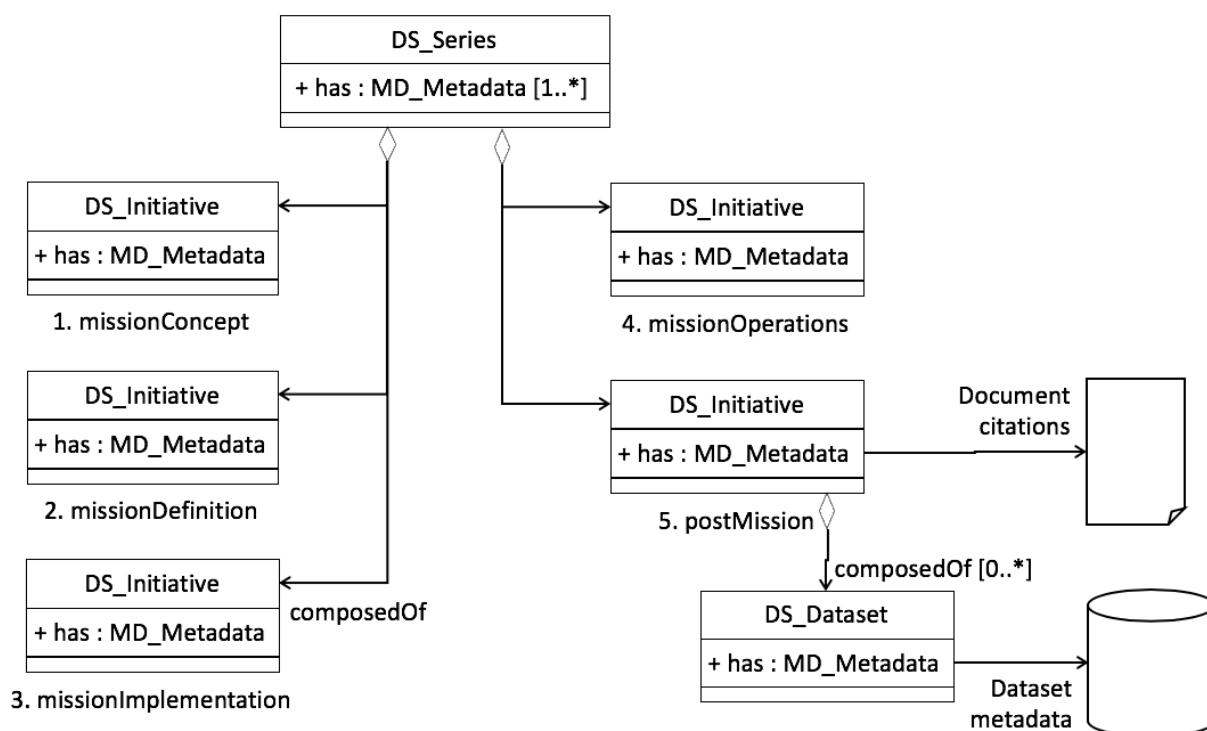 DS_Series
+ has : MD_Metadata [1..*]
DS_Initiative
+ has : MD_Metadata
1. missionConcept
DS_Initiative
+ has : MD_Metadata
2. missionDefinition
DS_Initiative
+ has : MD_Metadata
3. missionImplementation
composedOf
DS_Initiative
+ has : MD_Metadata
4. missionOperations
DS_Initiative
+ has : MD_Metadata
5. postMission
Document
citations
composedOf [0..*]
DS_Dataset
+ has : MD_Metadata
Dataset
metadata